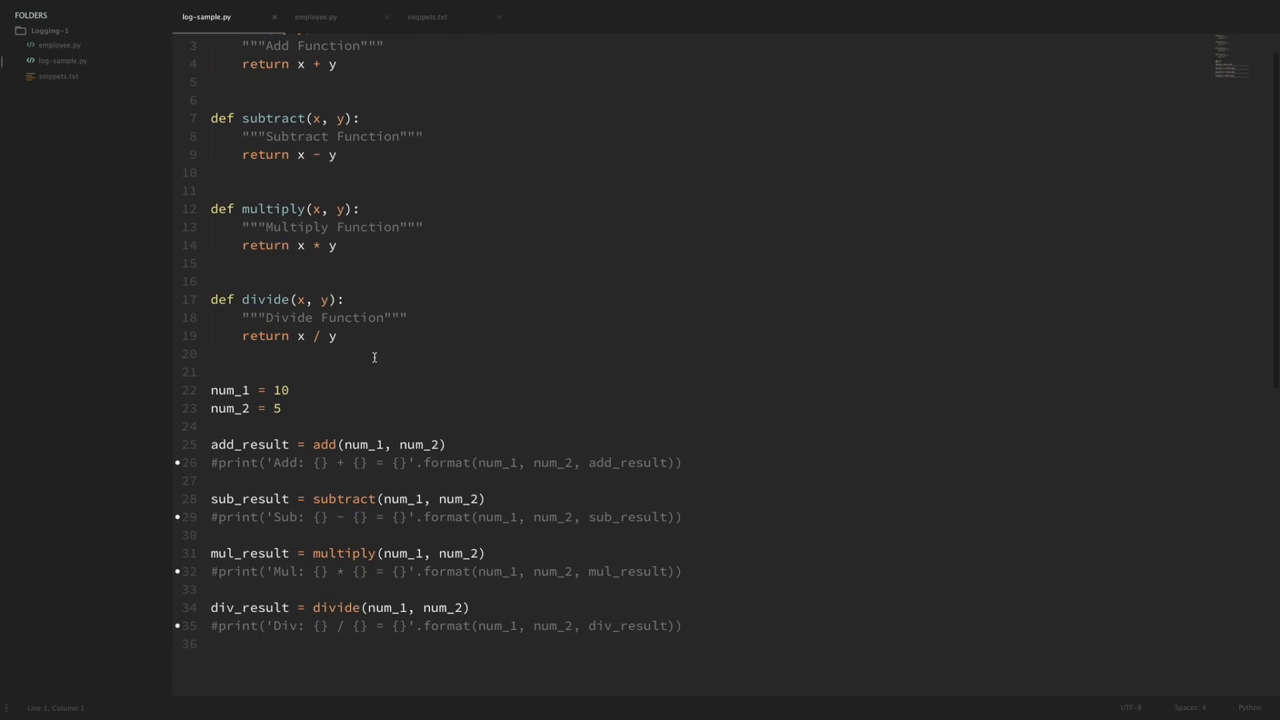 FOLDERS
Logging-1
employee.py
log-sample.py
snippets.txt
log-sample.py × employee.py × snippets.txt ×
3 """Add Function"""
4 return x + y
5
6
7 def subtract(x, y):
8 """Subtract Function"""
9 return x - y
10
11
12 def multiply(x, y):
13 """Multiply Function"""
14 return x * y
15
16
17 def divide(x, y):
18 """Divide Function"""
19 return x / y
20
21
22 num_1 = 10
23 num_2 = 5
24
25 add_result = add(num_1, num_2)
26 #print('Add: {} + {} = {}'.format(num_1, num_2, add_result))
27
28 sub_result = subtract(num_1, num_2)
29 #print('Sub: {} - {} = {}'.format(num_1, num_2, sub_result))
30
31 mul_result = multiply(num_1, num_2)
32 #print('Mul: {} * {} = {}'.format(num_1, num_2, mul_result))
33
34 div_result = divide(num_1, num_2)
35 #print('Div: {} / {} = {}'.format(num_1, num_2, div_result))
36
Line 1, Column 1 UTF-8 Spaces: 4 Python